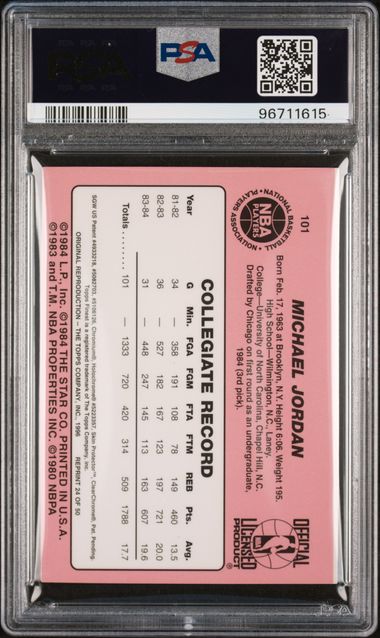 PSA
96711615
101
NATIONAL BASKETBALL PLAYERS ASSOCIATION
NBA PLAYERS
MICHAEL JORDAN
Born Feb. 17, 1963 at Brooklyn, N.Y. Height 6:06. Weight 195.
High School—Wilmington, N.C., Laney.
College—University of North Carolina, Chapel Hill, N.C.
Drafted by Chicago on first round as an undergraduate,
1984 (3rd pick).
OFFICIAL
NBA
LICENSED
PRODUCT®
COLLEGIATE RECORD
Year G Min. FGA FGM FTA FTM REB Pts. Avg.
81-82 34 — 358 191 108 78 149 460 13.5
82-83 36 — 527 182 167 123 197 721 20.0
83-84 31 — 448 247 145 113 163 607 19.6
Totals . . . . . . . . 101 — 1333 720 420 314 509 1788 17.7
Topps Finest is a registered trademark of The Topps Company, Inc.
ORIGINAL REPRODUCTION — THE TOPPS COMPANY, INC. 1996 REPRINT 24 OF 50
©1984 L.P., Inc. ©1984 THE STAR CO. PRINTED IN U.S.A.
©1983 and T.M. NBA PROPERTIES INC. ©1980 NBPA